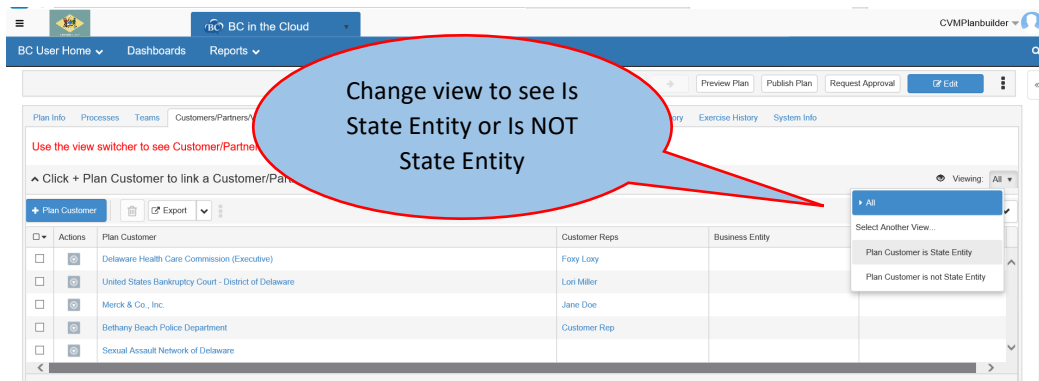 BC in the Cloud
CVMPlanbuilder
BC User Home Dashboards Reports
Preview Plan Publish Plan Request Approval Edit
Plan Info Processes Teams Customers/Partners/V Exercise History System Info
Use the view switcher to see Customer/Partner
Click + Plan Customer to link a Customer/Par
Viewing: All
Change view to see Is
State Entity or Is NOT
State Entity
+ Plan Customer Export
All
Select Another View...
Plan Customer is State Entity
Plan Customer is not State Entity
Actions Plan Customer Customer Reps Business Entity
Delaware Health Care Commission (Executive) Foxy Loxy
United States Bankruptcy Court - District of Delaware Lori Miller
Merck & Co., Inc. Jane Doe
Bethany Beach Police Department Customer Rep
Sexual Assault Network of Delaware